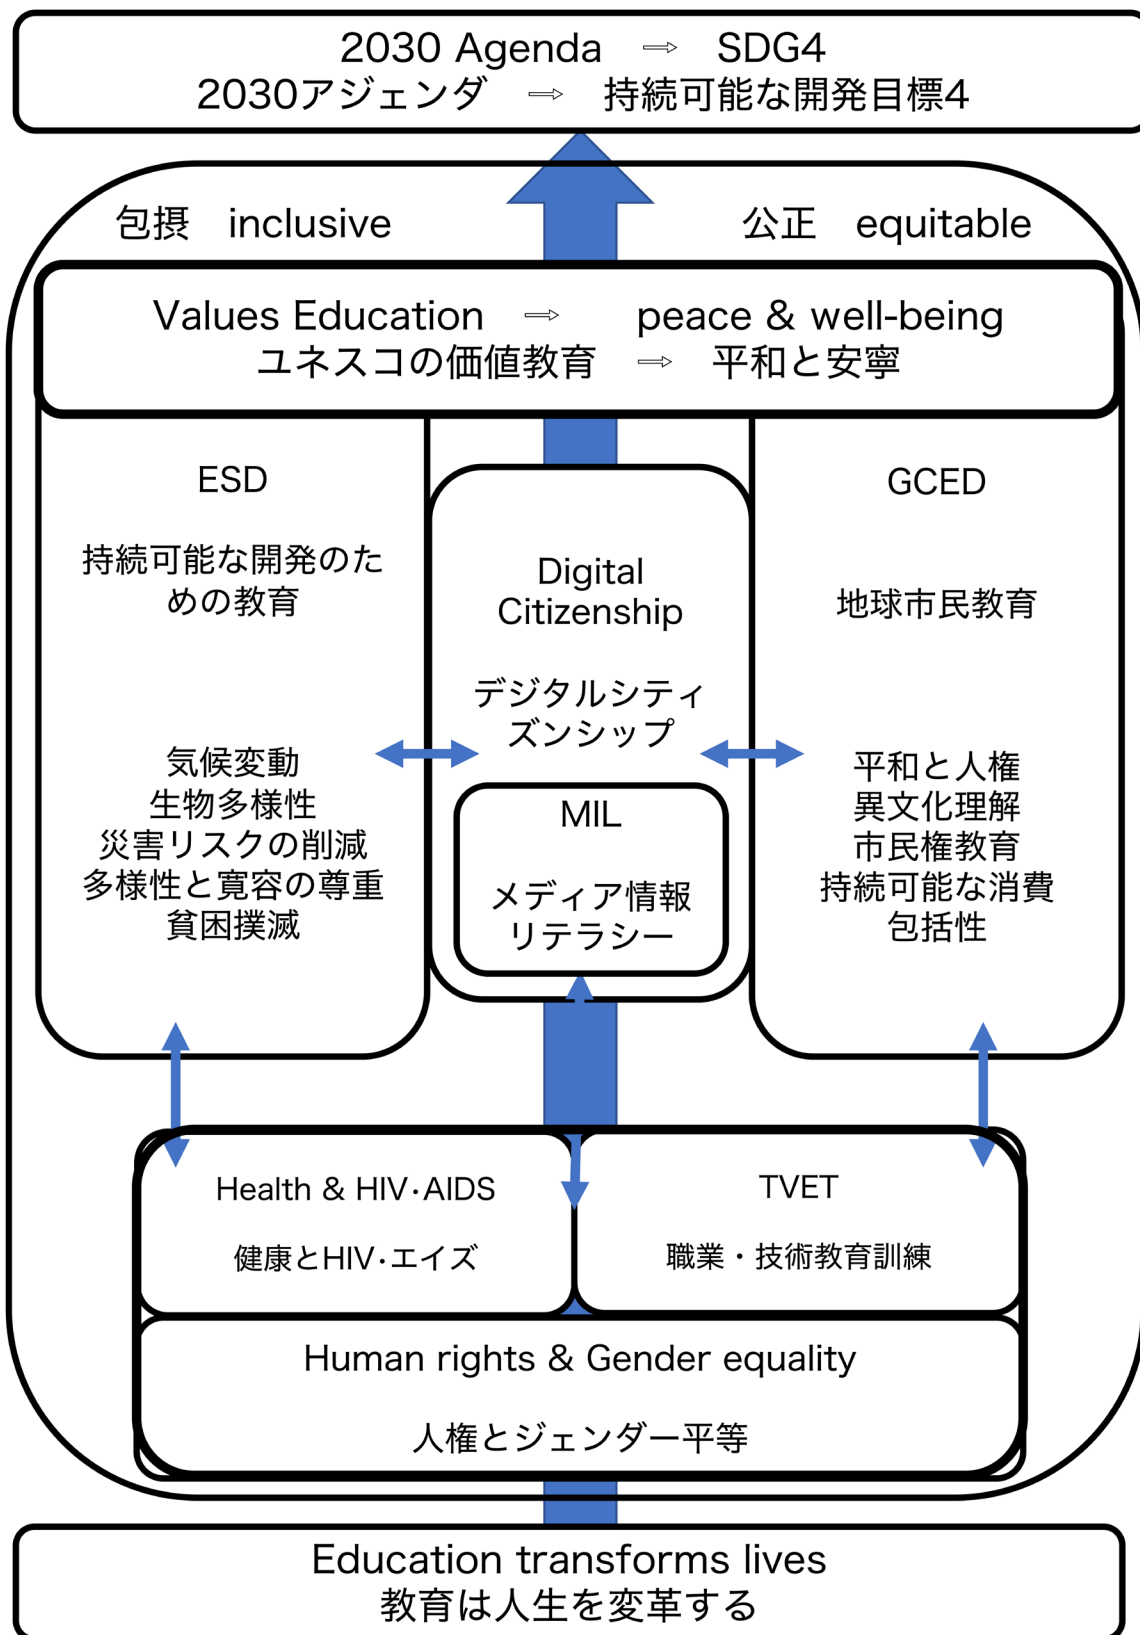 2030 Agenda ⇨ SDG4
2030アジェンダ ⇨ 持続可能な開発目標4
包摂 inclusive
公正 equitable
Values Education ⇨ peace & well-being
ユネスコの価値教育 ⇨ 平和と安寧
ESD
持続可能な開発のた
めの教育
気候変動
生物多様性
災害リスクの削減
多様性と寛容の尊重
貧困撲滅
Digital
Citizenship
デジタルシティ
ズンシップ
MIL
メディア情報
リテラシー
GCED
地球市民教育
平和と人権
異文化理解
市民権教育
持続可能な消費
包括性
Health & HIV・AIDS
健康とHIV・エイズ
TVET
職業・技術教育訓練
Human rights & Gender equality
人権とジェンダー平等
Education transforms lives
教育は人生を変革する